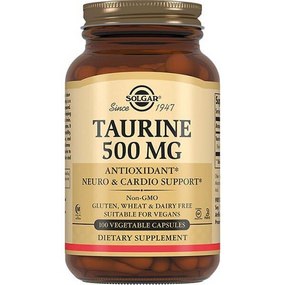 SOLGAR
Since 1947
TAURINE
500 MG
ANTIOXIDANT*
NEURO & CARDIO SUPPORT*
Non-GMO
GLUTEN, WHEAT & DAIRY FREE
SUITABLE FOR VEGANS
100 VEGETABLE CAPSULES
DIETARY SUPPLEMENT